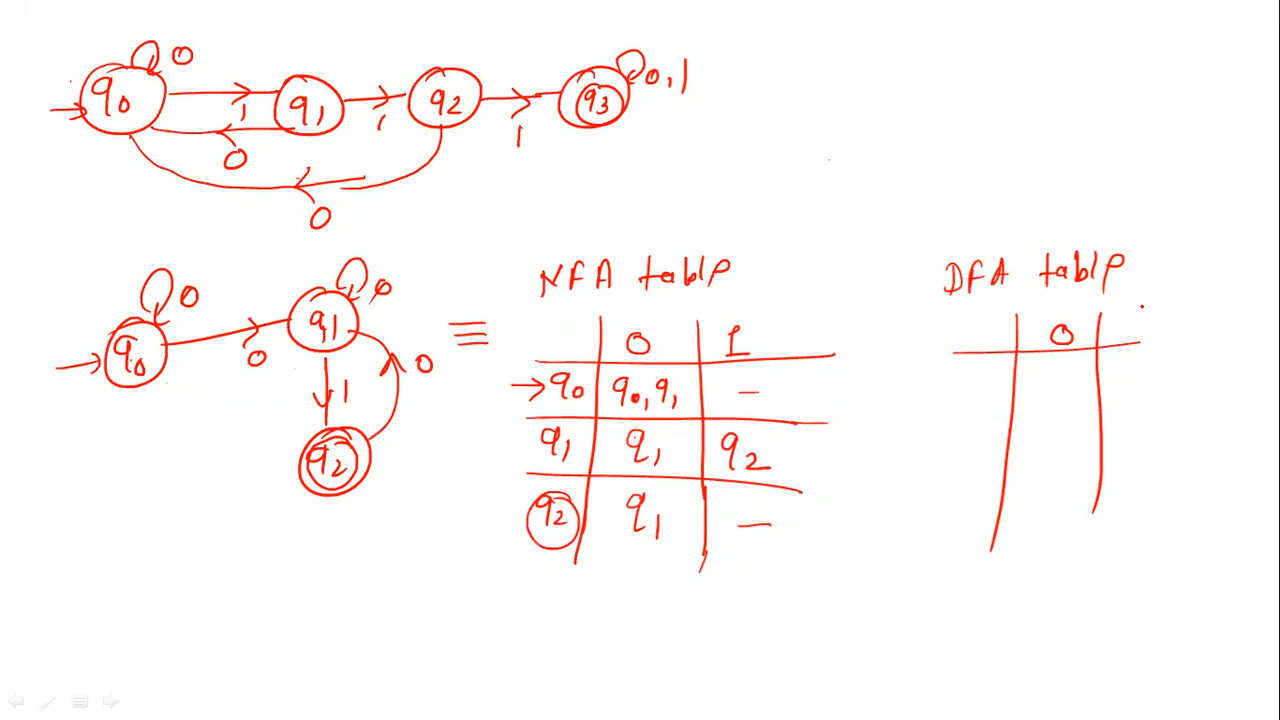 0
→ q0 1 q1 1 q2 1 q3 0,1
0
0
0 0
→ q0 0 q1 1 0 q2
≡
NFA table
0 1
→ q0 q0, q1 —
q1 q1 q2
q2 q1 —
DFA table
0